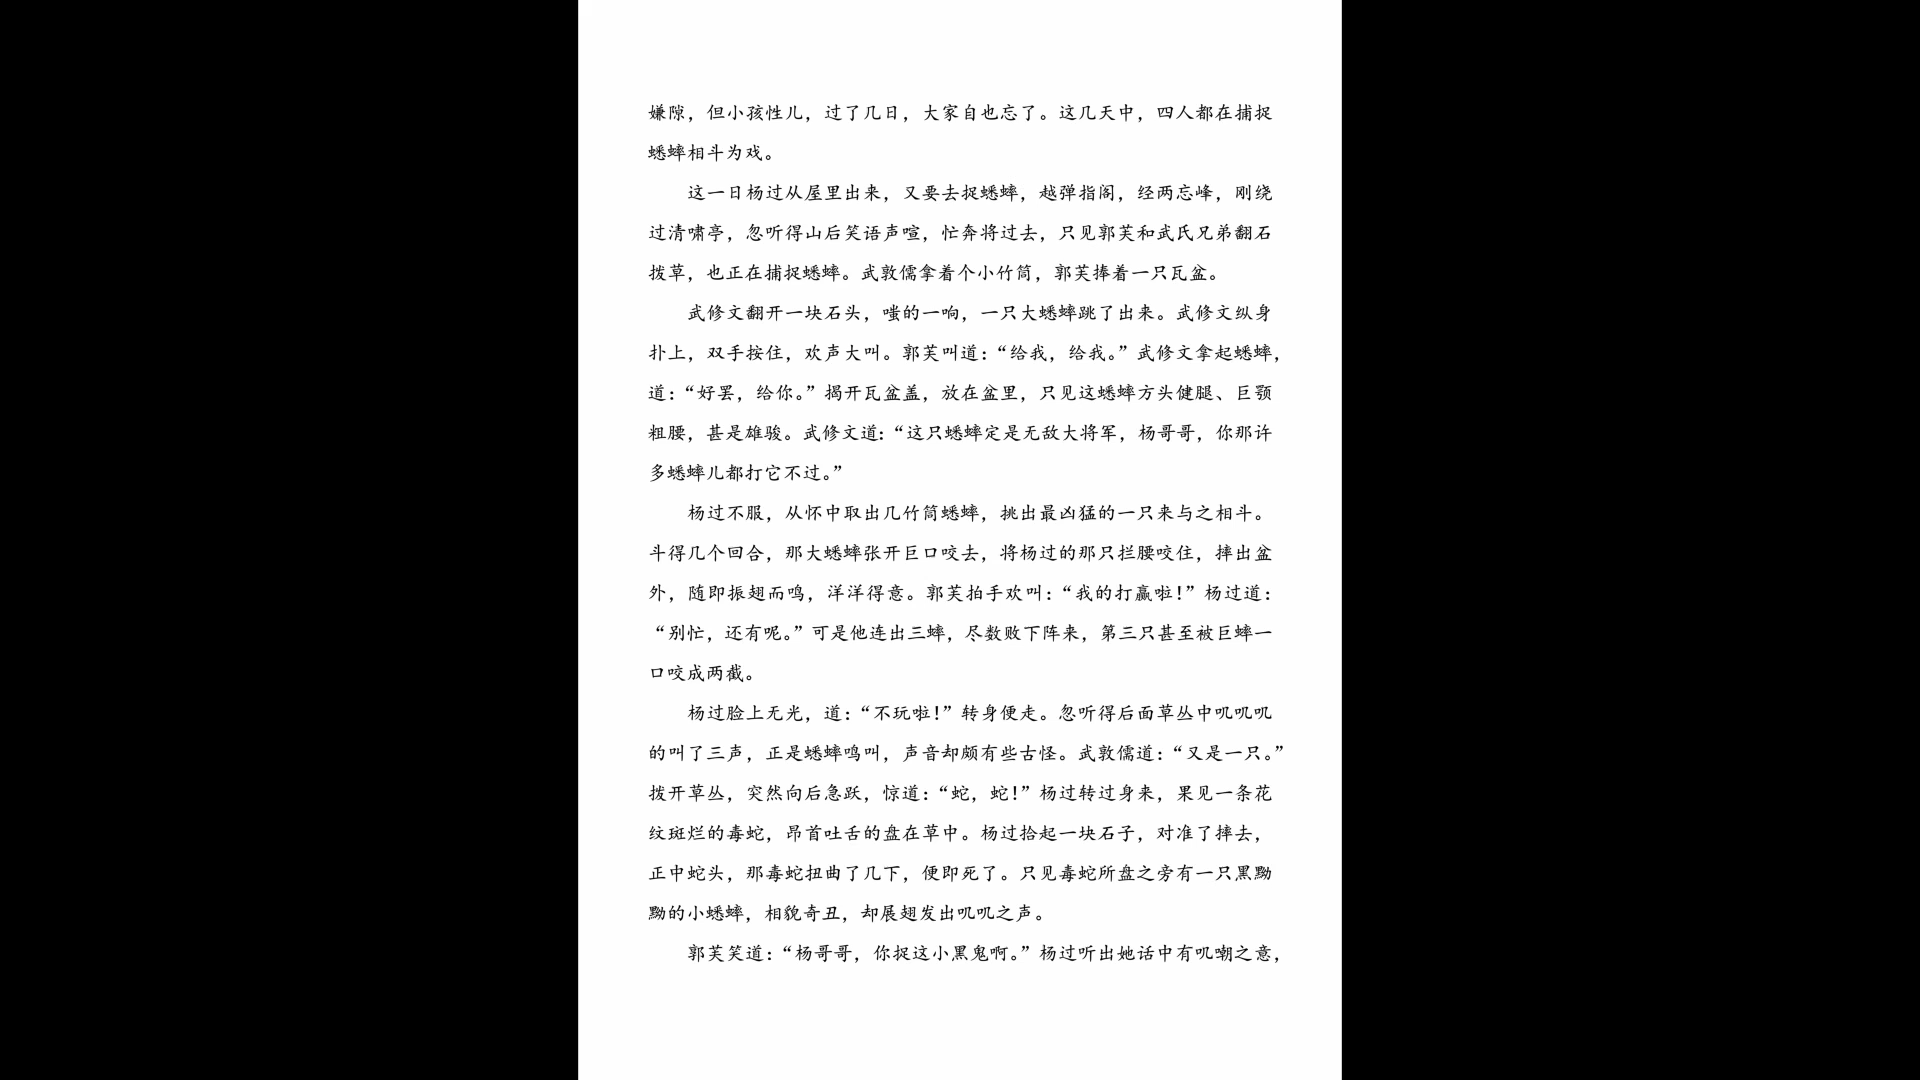 嫌隙，但小孩性儿，过了几日，大家自也忘了。这几天中，四人都在捕捉
蟋蟀相斗为戏。
这一日杨过从屋里出来，又要去捉蟋蟀，越弹指阁，经两忘峰，刚绕
过清啸亭，忽听得山后笑语声喧，忙奔将过去，只见郭芙和武氏兄弟翻石
拨草，也正在捕捉蟋蟀。武敦儒拿着个小竹筒，郭芙捧着一只瓦盆。
武修文翻开一块石头，嗤的一响，一只大蟋蟀跳了出来。武修文纵身
扑上，双手按住，欢声大叫。郭芙叫道：“给我，给我。”武修文拿起蟋蟀，
道：“好罢，给你。”揭开瓦盆盖，放在盆里，只见这蟋蟀方头健腿、巨颚
粗腰，甚是雄骏。武修文道：“这只蟋蟀定是无敌大将军，杨哥哥，你那许
多蟋蟀儿都打它不过。”
杨过不服，从怀中取出几竹筒蟋蟀，挑出最凶猛的一只来与之相斗。
斗得几个回合，那大蟋蟀张开巨口咬去，将杨过的那只拦腰咬住，摔出盆
外，随即振翅而鸣，洋洋得意。郭芙拍手欢叫：“我的打赢啦！”杨过道：
“别忙，还有呢。”可是他连出三蟀，尽数败下阵来，第三只甚至被巨蟀一
口咬成两截。
杨过脸上无光，道：“不玩啦！”转身便走。忽听得后面草丛中叽叽叽
的叫了三声，正是蟋蟀鸣叫，声音却颇有些古怪。武敦儒道：“又是一只。”
拨开草丛，突然向后急跃，惊道：“蛇，蛇！”杨过转过身来，果见一条花
纹斑烂的毒蛇，昂首吐舌的盘在草中。杨过拾起一块石子，对准了摔去，
正中蛇头，那毒蛇扭曲了几下，便即死了。只见毒蛇所盘之旁有一只黑黝
黝的小蟋蟀，相貌奇丑，却展翅发出叽叽之声。
郭芙笑道：“杨哥哥，你捉这小黑鬼啊。”杨过听出她话中有叽嘲之意，